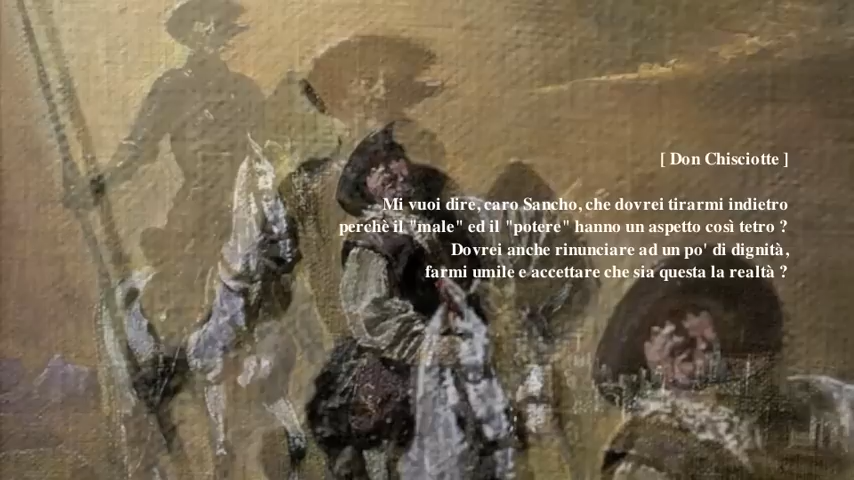 [ Don Chisciotte ]
Mi vuoi dire, caro Sancho, che dovrei tirarmi indietro
perchè il "male" ed il "potere" hanno un aspetto così tetro ?
Dovrei anche rinunciare ad un po' di dignità,
farmi umile e accettare che sia questa la realtà ?